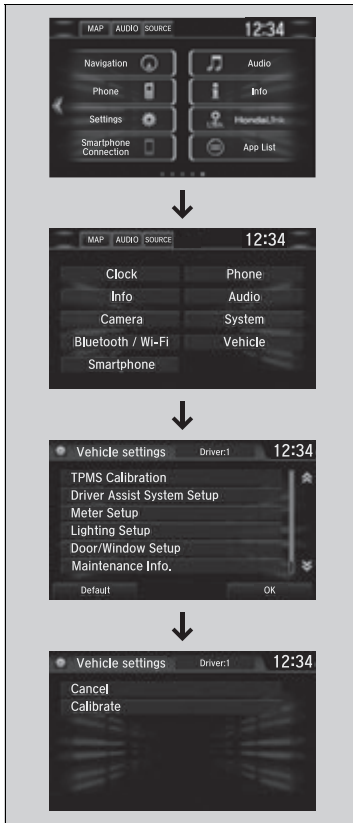 MAP AUDIO SOURCE 12:34
Navigation Audio
Phone Info
Settings HondaLink
Smartphone
Connection App List
MAP AUDIO SOURCE 12:34
Clock Phone
Info Audio
Camera System
Bluetooth / Wi-Fi Vehicle
Smartphone
Vehicle settings Driver:1 12:34
TPMS Calibration
Driver Assist System Setup
Meter Setup
Lighting Setup
Door/Window Setup
Maintenance Info.
Default OK
Vehicle settings Driver:1 12:34
Cancel
Calibrate